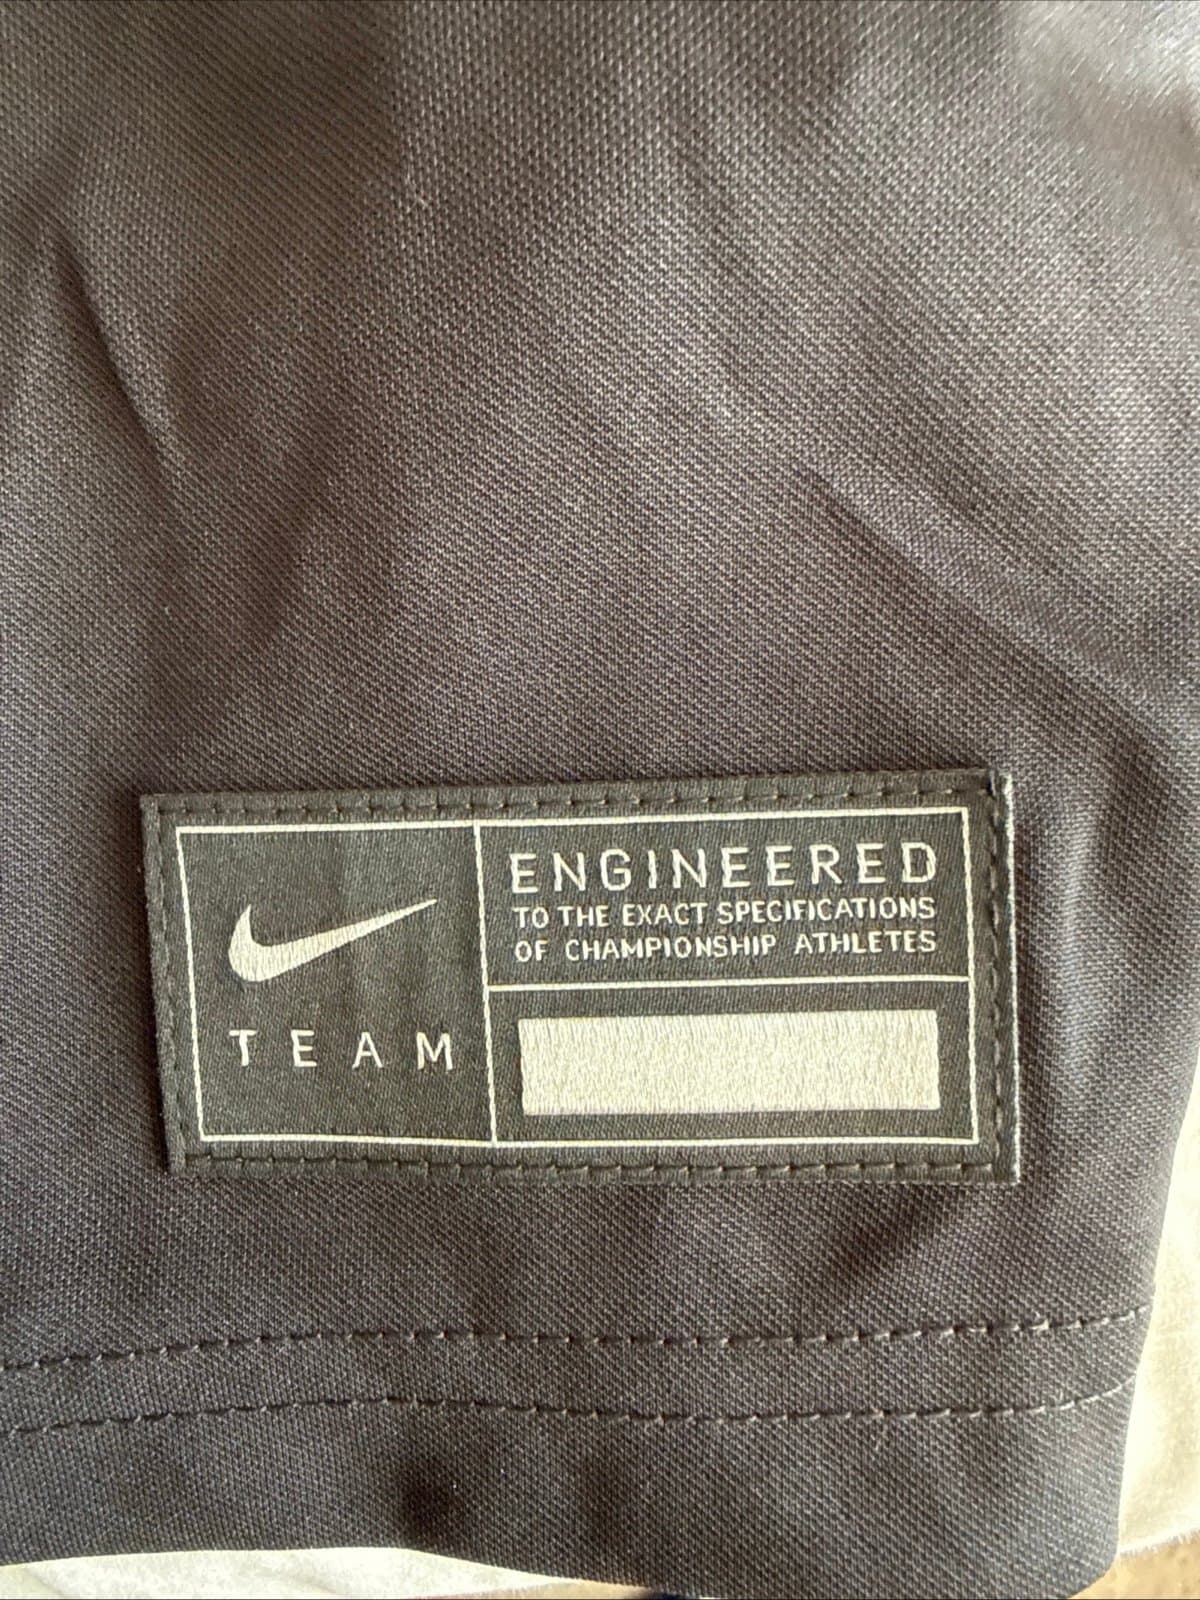 TEAM
ENGINEERED
TO THE EXACT SPECIFICATIONS
OF CHAMPIONSHIP ATHLETES